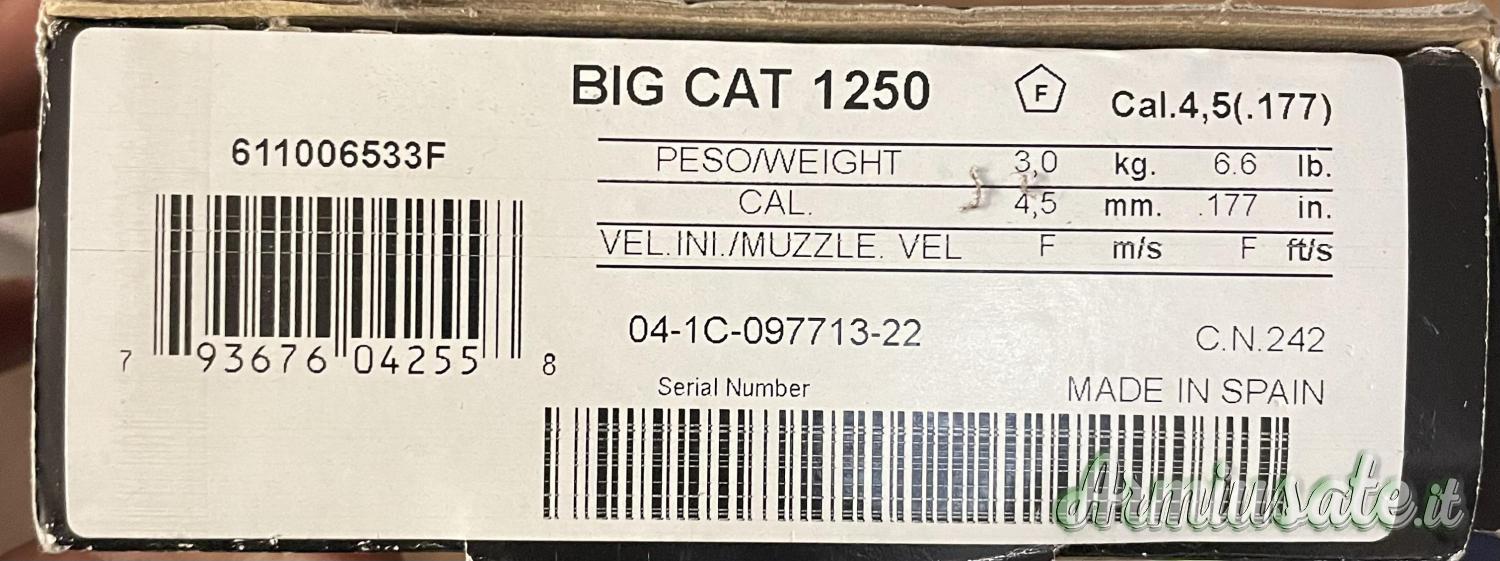 BIG CAT 1250 F Cal.4,5(.177)
611006533F
PESO/WEIGHT 3,0 kg. 6.6 lb.
CAL. 4,5 mm. .177 in.
VEL.INI./MUZZLE. VEL F m/s F ft/s
7 93676 04255 8
04-1C-097713-22 C.N.242
Serial Number MADE IN SPAIN
Armiusate.it